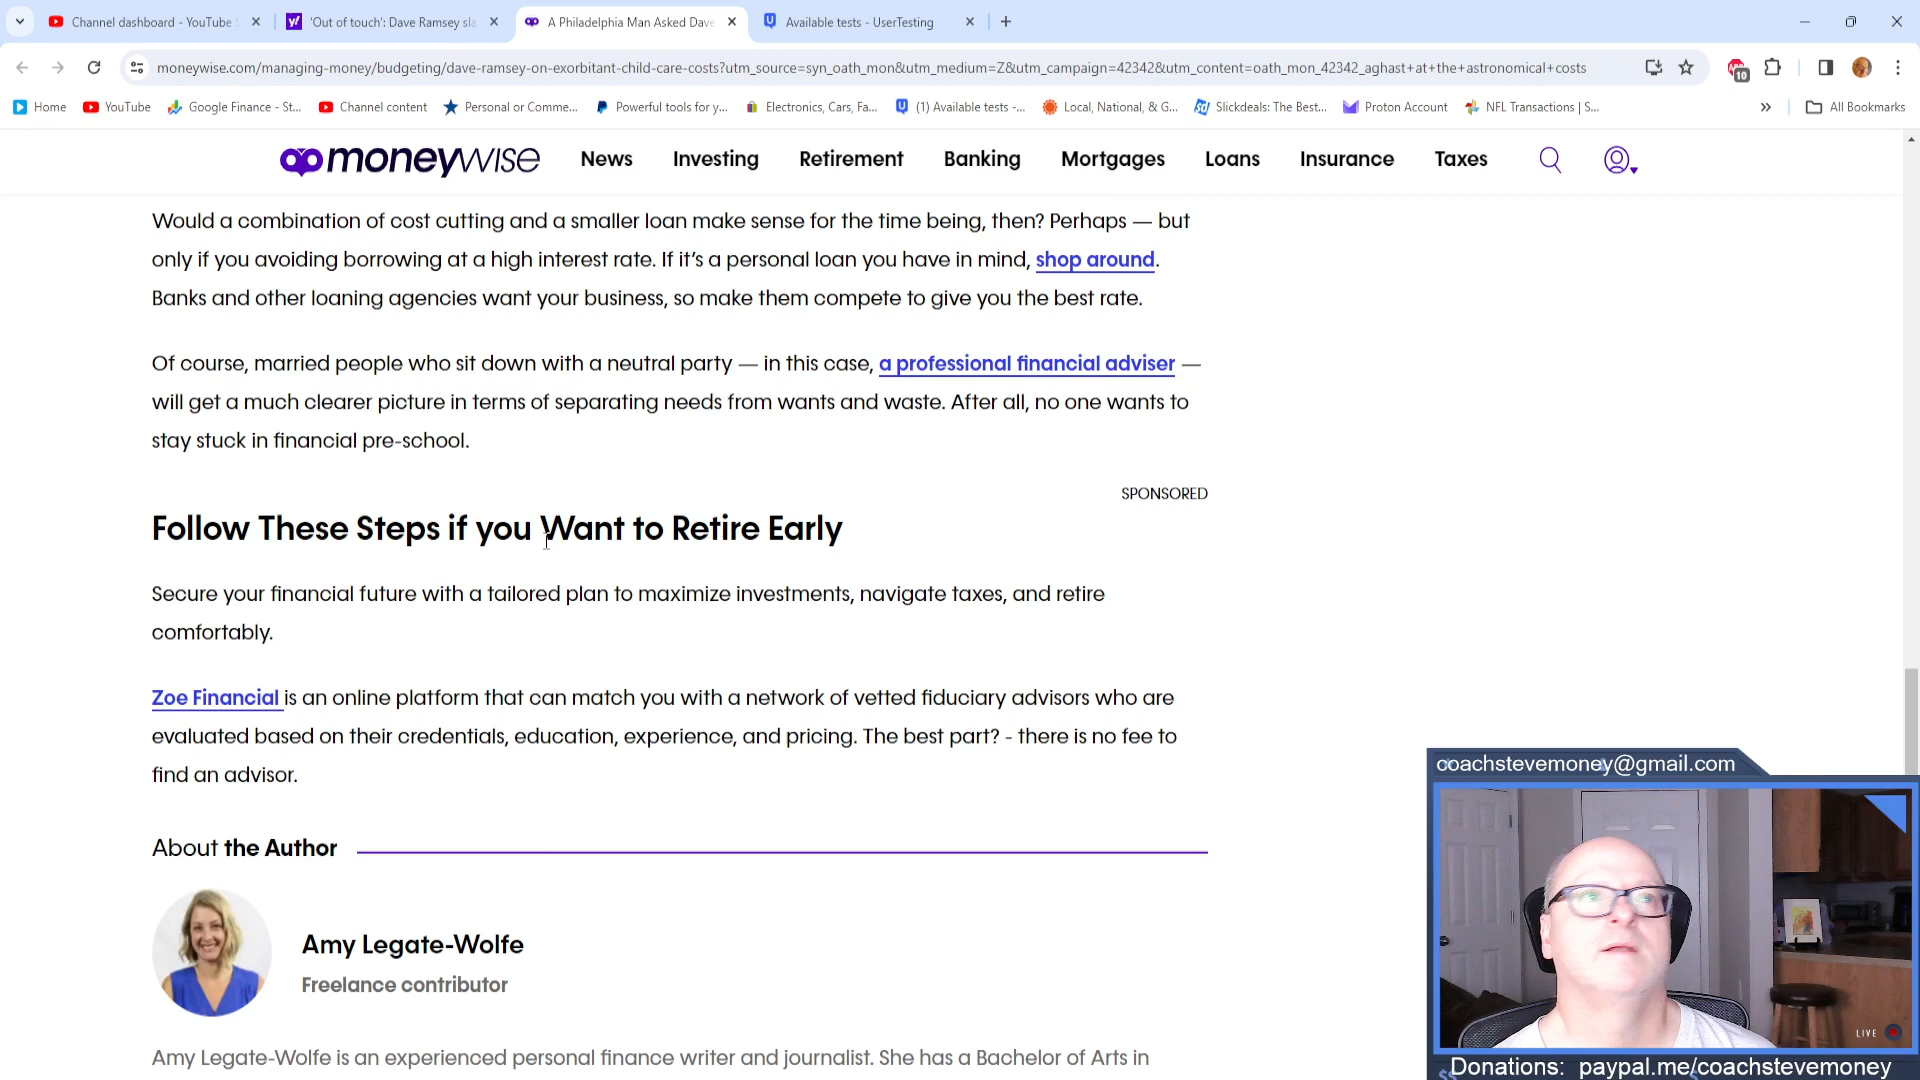 Channel dashboard - YouTube S
'Out of touch': Dave Ramsey sla
A Philadelphia Man Asked Dave
Available tests - UserTesting
moneywise.com/managing-money/budgeting/dave-ramsey-on-exorbitant-child-care-costs?utm_source=syn_oath_mon&utm_medium=Z&utm_campaign=42342&utm_content=oath_mon_42342_aghast+at+the+astronomical+costs
10
Home
YouTube
Google Finance - St...
Channel content
Personal or Comme...
Powerful tools for y...
Electronics, Cars, Fa...
(1) Available tests -...
Local, National, & G...
Slickdeals: The Best...
Proton Account
NFL Transactions | S...
All Bookmarks
moneywise
News
Investing
Retirement
Banking
Mortgages
Loans
Insurance
Taxes
Would a combination of cost cutting and a smaller loan make sense for the time being, then? Perhaps — but
only if you avoiding borrowing at a high interest rate. If it's a personal loan you have in mind, shop around.
Banks and other loaning agencies want your business, so make them compete to give you the best rate.
Of course, married people who sit down with a neutral party — in this case, a professional financial adviser —
will get a much clearer picture in terms of separating needs from wants and waste. After all, no one wants to
stay stuck in financial pre-school.
SPONSORED
Follow These Steps if you Want to Retire Early
Secure your financial future with a tailored plan to maximize investments, navigate taxes, and retire
comfortably.
Zoe Financial is an online platform that can match you with a network of vetted fiduciary advisors who are
evaluated based on their credentials, education, experience, and pricing. The best part? - there is no fee to
find an advisor.
About the Author
Amy Legate-Wolfe
Freelance contributor
Amy Legate-Wolfe is an experienced personal finance writer and journalist. She has a Bachelor of Arts in
coachstevemoney@gmail.com
LIVE
Donations: paypal.me/coachstevemoney